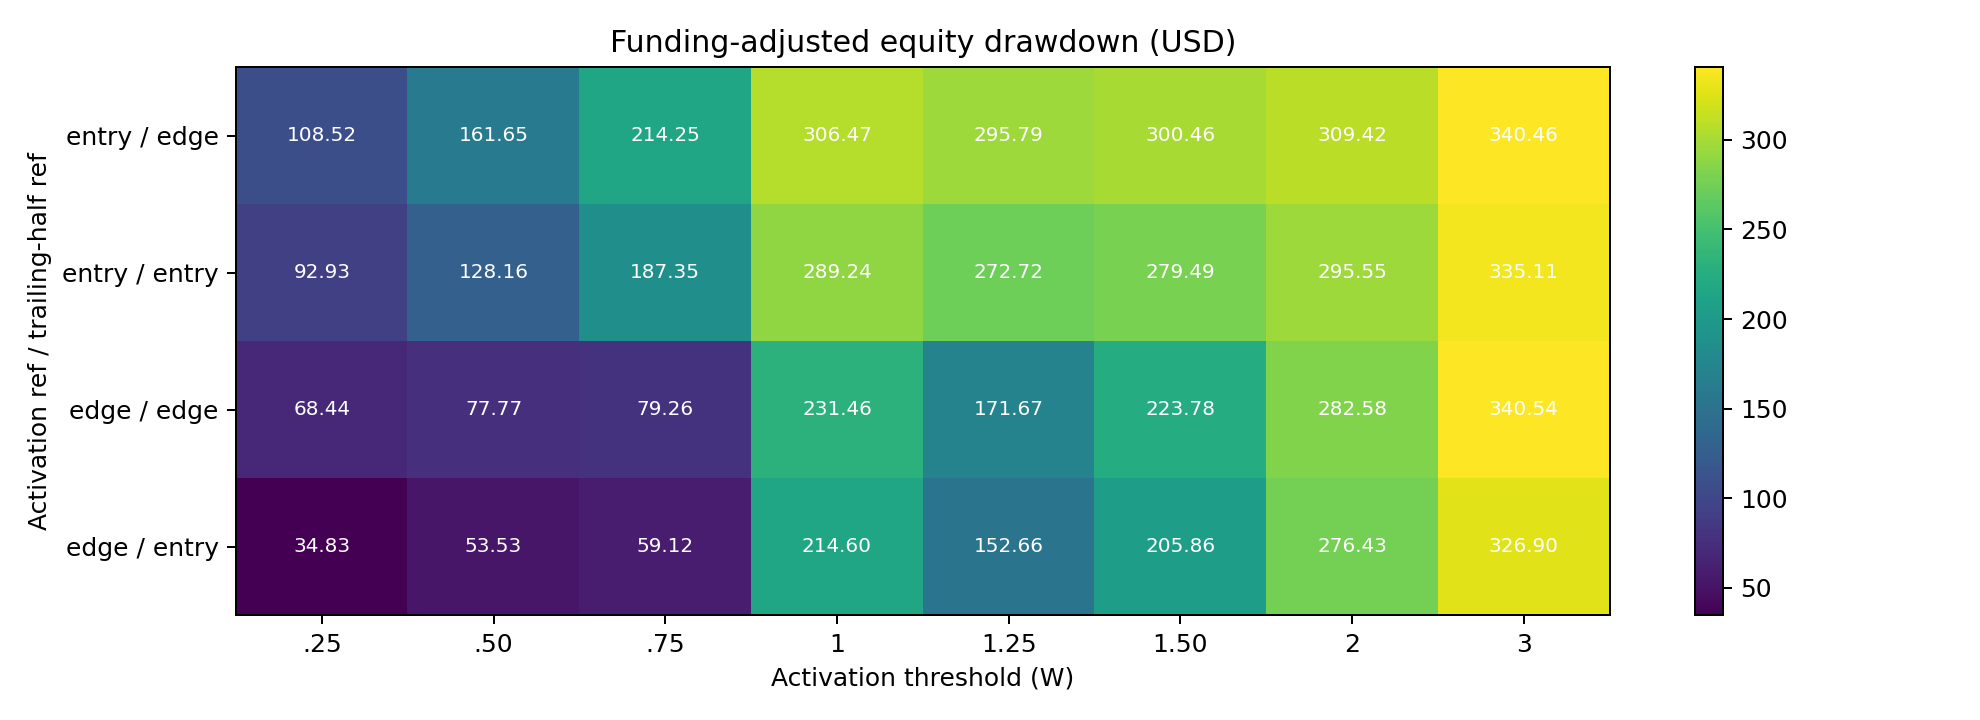 Funding-adjusted equity drawdown (USD)
Activation ref / trailing-half ref
entry / edge 108.52 161.65 214.25 306.47 295.79 300.46 309.42 340.46
entry / entry 92.93 128.16 187.35 289.24 272.72 279.49 295.55 335.11
edge / edge 68.44 77.77 79.26 231.46 171.67 223.78 282.58 340.54
edge / entry 34.83 53.53 59.12 214.60 152.66 205.86 276.43 326.90
.25 .50 .75 1 1.25 1.50 2 3
Activation threshold (W)
300
250
200
150
100
50